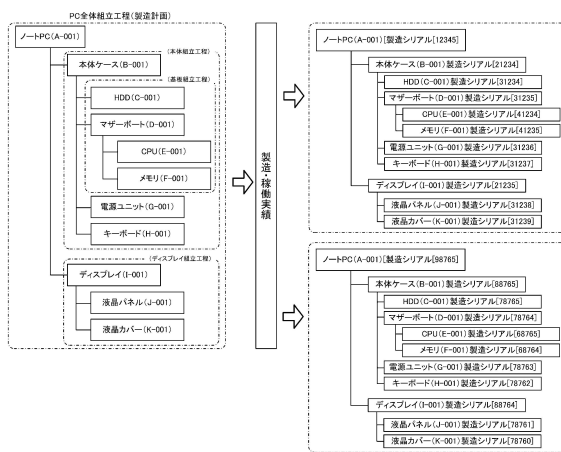 PC全体組立工程(製造計画)
ノートPC(A-001)
(本体組立工程)
本体ケース(B-001)
(基板組立工程)
HDD(C-001)
マザーボート(D-001)
CPU(E-001)
メモリ(F-001)
電源ユニット(G-001)
キーボード(H-001)
(ディスプレイ組立工程)
ディスプレイ(I-001)
液晶パネル(J-001)
液晶カバー(K-001)
製造・稼働実績
ノートPC(A-001)[製造シリアル[12345]
本体ケース(B-001)製造シリアル[21234]
HDD(C-001)製造シリアル[31234]
マザーボート(D-001)製造シリアル[31235]
CPU(E-001)製造シリアル[41234]
メモリ(F-001)製造シリアル[41235]
電源ユニット(G-001)製造シリアル[31236]
キーボード(H-001)製造シリアル[31237]
ディスプレイ(I-001)製造シリアル[21235]
液晶パネル(J-001)製造シリアル[31238]
液晶カバー(K-001)製造シリアル[31239]
ノートPC(A-001)[製造シリアル[98765]
本体ケース(B-001)製造シリアル[88765]
HDD(C-001)製造シリアル[78765]
マザーボート(D-001)製造シリアル[78764]
CPU(E-001)製造シリアル[68765]
メモリ(F-001)製造シリアル[68764]
電源ユニット(G-001)製造シリアル[78763]
キーボード(H-001)製造シリアル[78762]
ディスプレイ(I-001)製造シリアル[88764]
液晶パネル(J-001)製造シリアル[78761]
液晶カバー(K-001)製造シリアル[78760]